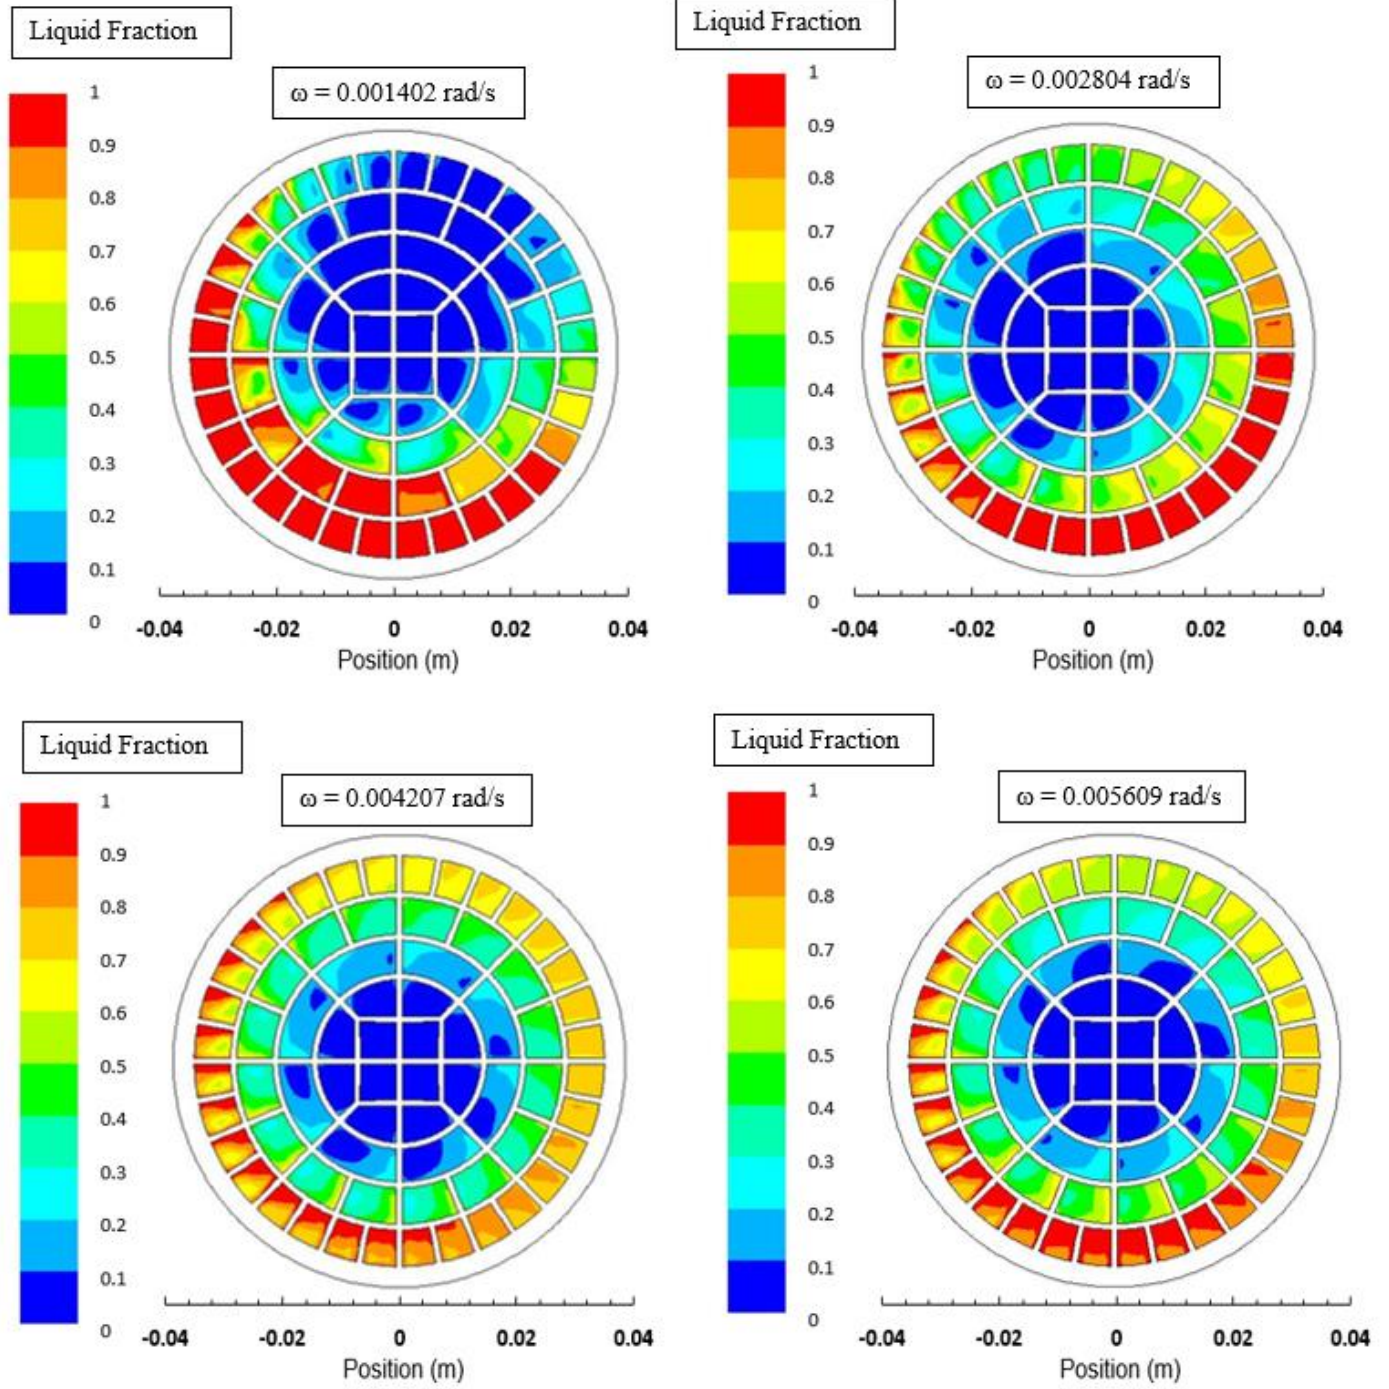 Liquid Fraction
ω = 0.001402 rad/s
1
0.9
0.8
0.7
0.6
0.5
0.4
0.3
0.2
0.1
0
-0.04 -0.02 0 0.02 0.04
Position (m)
Liquid Fraction
ω = 0.002804 rad/s
1
0.9
0.8
0.7
0.6
0.5
0.4
0.3
0.2
0.1
0
-0.04 -0.02 0 0.02 0.04
Position (m)
Liquid Fraction
ω = 0.004207 rad/s
1
0.9
0.8
0.7
0.6
0.5
0.4
0.3
0.2
0.1
0
-0.04 -0.02 0 0.02 0.04
Position (m)
Liquid Fraction
ω = 0.005609 rad/s
1
0.9
0.8
0.7
0.6
0.5
0.4
0.3
0.2
0.1
0
-0.04 -0.02 0 0.02 0.04
Position (m)